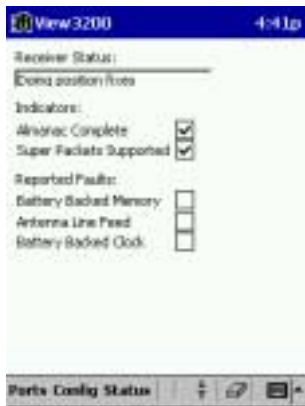 View3200 4:41p
Receiver Status:
Doing position fixes
Indicators:
Almanac Complete
Super Packets Supported
Reported Faults:
Battery Backed Memory
Antenna Line Feed
Battery Backed Clock
Ports Config Status